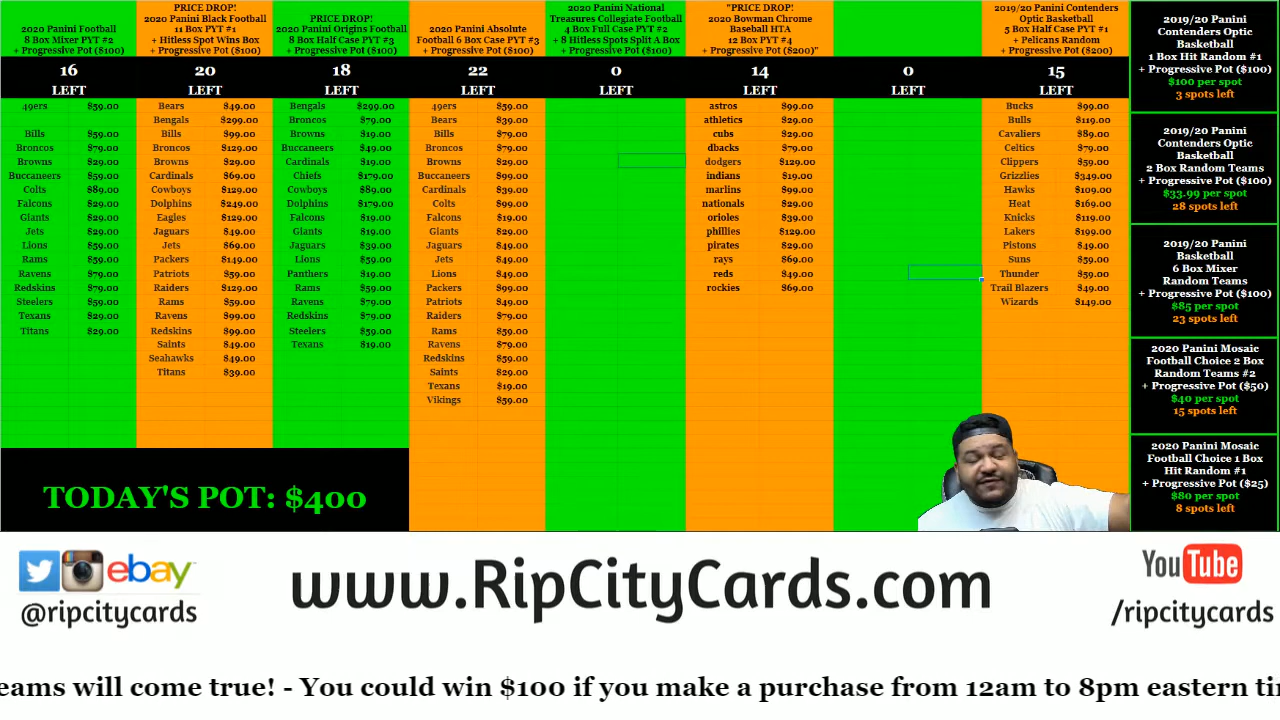 2020 Panini Football
8 Box Mixer PYT #2
+ Progressive Pot ($100)
16
LEFT
49ers $59.00
Bills $59.00
Broncos $79.00
Browns $29.00
Buccaneers $59.00
Colts $89.00
Falcons $29.00
Giants $29.00
Jets $29.00
Lions $59.00
Rams $59.00
Ravens $79.00
Redskins $79.00
Steelers $59.00
Texans $29.00
Titans $29.00
PRICE DROP!
2020 Panini Black Football
11 Box PYT #1
+ Hitless Spot Wins Box
+ Progressive Pot ($100)
20
LEFT
Bears $49.00
Bengals $299.00
Bills $99.00
Broncos $129.00
Browns $29.00
Cardinals $69.00
Cowboys $129.00
Dolphins $249.00
Eagles $129.00
Jaguars $49.00
Jets $69.00
Packers $149.00
Patriots $59.00
Raiders $129.00
Rams $59.00
Ravens $99.00
Redskins $99.00
Saints $49.00
Seahawks $49.00
Titans $39.00
PRICE DROP!
2020 Panini Origins Football
8 Box Half Case PYT #3
+ Progressive Pot ($100)
18
LEFT
Bengals $299.00
Broncos $79.00
Browns $19.00
Buccaneers $49.00
Cardinals $19.00
Chiefs $179.00
Cowboys $89.00
Dolphins $179.00
Falcons $19.00
Giants $19.00
Jaguars $39.00
Lions $59.00
Panthers $19.00
Rams $59.00
Ravens $79.00
Redskins $79.00
Steelers $59.00
Texans $19.00
2020 Panini Absolute
Football 6 Box Case PYT #3
+ Progressive Pot ($100)
22
LEFT
49ers $59.00
Bears $39.00
Bills $79.00
Broncos $79.00
Browns $29.00
Buccaneers $99.00
Cardinals $39.00
Colts $99.00
Falcons $19.00
Giants $29.00
Jaguars $49.00
Jets $49.00
Lions $49.00
Packers $99.00
Patriots $49.00
Raiders $79.00
Rams $59.00
Ravens $79.00
Redskins $59.00
Saints $29.00
Texans $19.00
Vikings $59.00
2020 Panini National
Treasures Collegiate Football
4 Box Full Case PYT #2
+ 8 Hitless Spots Split A Box
+ Progressive Pot ($100)
0
LEFT
"PRICE DROP!
2020 Bowman Chrome
Baseball HTA
12 Box PYT #4
+ Progressive Pot ($200)"
14
LEFT
astros $99.00
athletics $29.00
cubs $29.00
dbacks $79.00
dodgers $129.00
indians $19.00
marlins $99.00
nationals $29.00
orioles $39.00
phillies $129.00
pirates $29.00
rays $69.00
reds $49.00
rockies $69.00
0
LEFT
2019/20 Panini Contenders
Optic Basketball
5 Box Half Case PYT #1
+ Pelicans Random
+ Progressive Pot ($200)
15
LEFT
Bucks $99.00
Bulls $119.00
Cavaliers $89.00
Celtics $79.00
Clippers $59.00
Grizzlies $349.00
Hawks $109.00
Heat $169.00
Knicks $119.00
Lakers $199.00
Pistons $49.00
Suns $59.00
Thunder $59.00
Trail Blazers $49.00
Wizards $149.00
2019/20 Panini
Contenders Optic
Basketball
1 Box Hit Random #1
+ Progressive Pot ($100)
$100 per spot
3 spots left
2019/20 Panini
Contenders Optic
Basketball
2 Box Random Teams
+ Progressive Pot ($100)
$33.99 per spot
28 spots left
2019/20 Panini
Basketball
6 Box Mixer
Random Teams
+ Progressive Pot ($100)
$85 per spot
23 spots left
2020 Panini Mosaic
Football Choice 2 Box
Random Teams #2
+ Progressive Pot ($50)
$40 per spot
15 spots left
2020 Panini Mosaic
Football Choice 1 Box
Hit Random #1
+ Progressive Pot ($25)
$80 per spot
8 spots left
TODAY'S POT: $400
ebay
@ripcitycards
www.RipCityCards.com
YouTube
/ripcitycards
eams will come true! - You could win $100 if you make a purchase from 12am to 8pm eastern tin